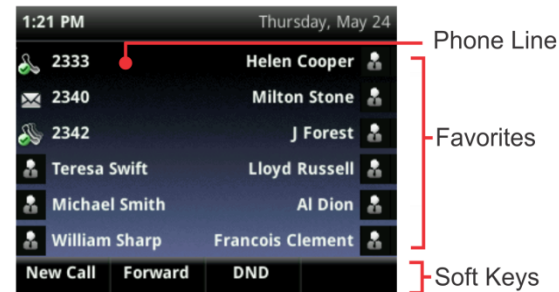 1:21 PM Thursday, May 24
Phone Line
2333 Helen Cooper
2340 Milton Stone
2342 J Forest
Favorites
Teresa Swift Lloyd Russell
Michael Smith Al Dion
William Sharp Francois Clement
New Call Forward DND
Soft Keys